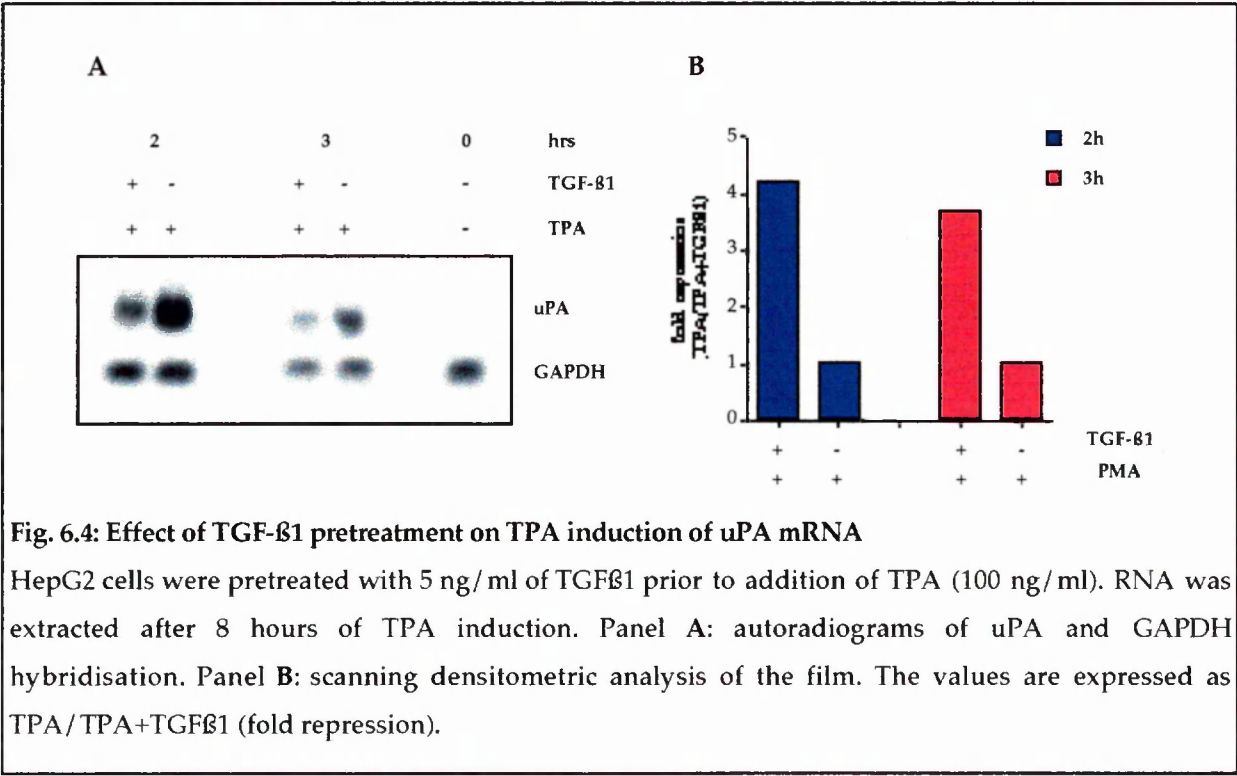 A
2 3 0 hrs
+ - + - - TGF-ß1
+ + + + - TPA
uPA
GAPDH
B
5
4
3
2
1
0
TPA/TPA+TGFß1)
2h
3h
+ - + - TGF-ß1
+ + + + PMA
Fig. 6.4: Effect of TGF-ß1 pretreatment on TPA induction of uPA mRNA
HepG2 cells were pretreated with 5 ng/ml of TGFß1 prior to addition of TPA (100 ng/ml). RNA was
extracted after 8 hours of TPA induction. Panel A: autoradiograms of uPA and GAPDH
hybridisation. Panel B: scanning densitometric analysis of the film. The values are expressed as
TPA/TPA+TGFß1 (fold repression).